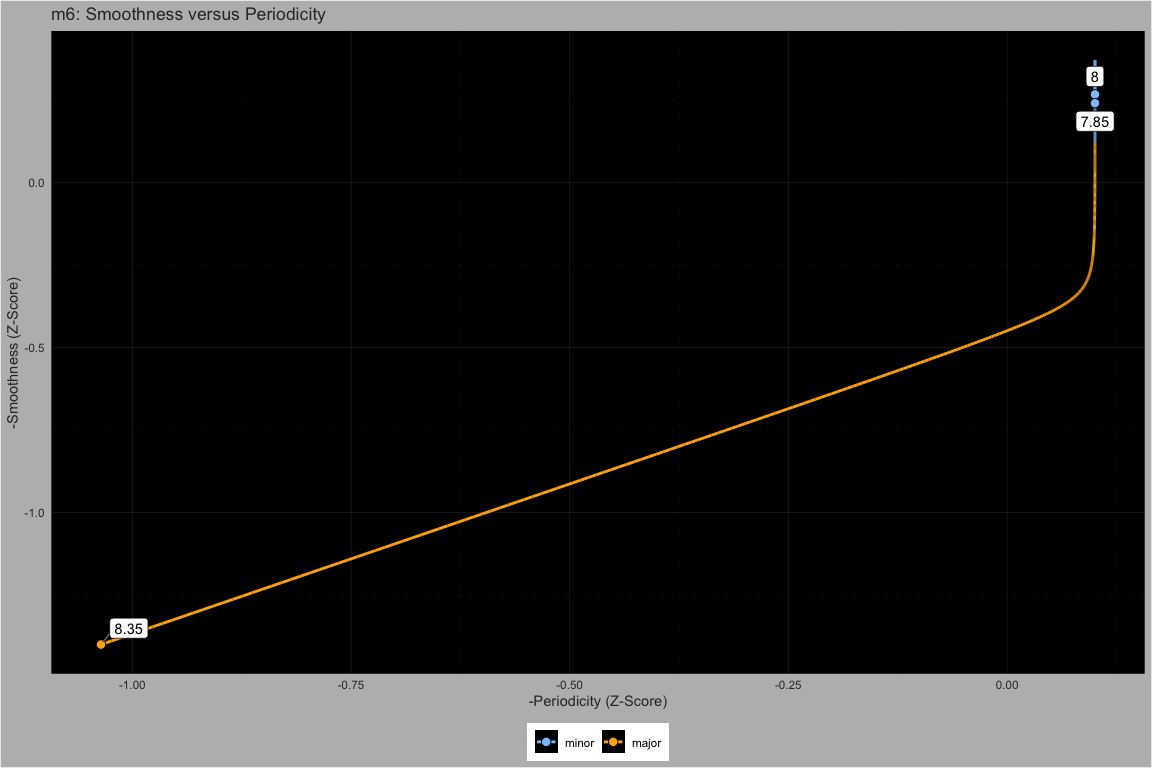 m6: Smoothness versus Periodicity
8
7.85
0.0
-0.5
-1.0
-Smoothness (Z-Score)
8.35
-1.00 -0.75 -0.50 -0.25 0.00
-Periodicity (Z-Score)
minor major